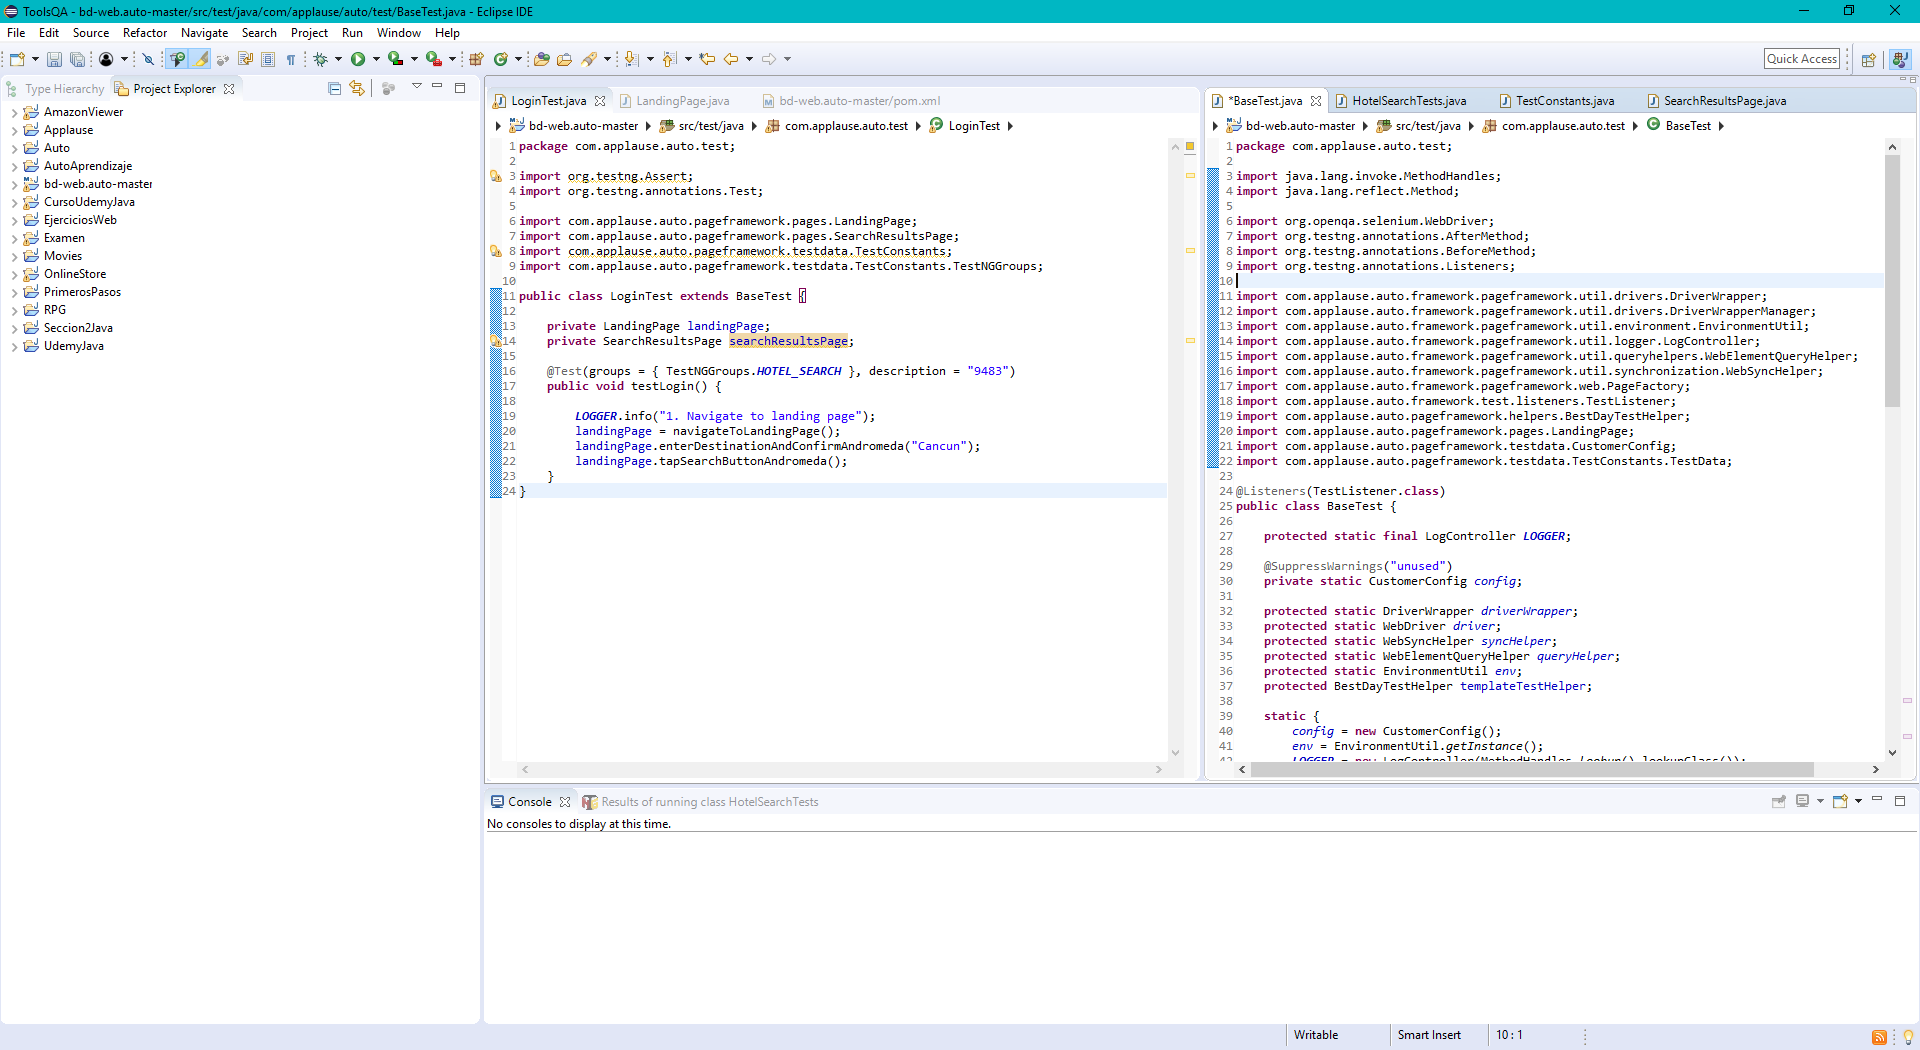 ToolsQA - bd-web.auto-master/src/test/java/com/applause/auto/test/BaseTest.java - Eclipse IDE
File Edit Source Refactor Navigate Search Project Run Window Help
Quick Access
Type Hierarchy Project Explorer
AmazonViewer
Applause
Auto
AutoAprendizaje
bd-web.auto-master
CursoUdemyJava
EjerciciosWeb
Examen
Movies
OnlineStore
PrimerosPasos
RPG
Seccion2Java
UdemyJava
LoginTest.java LandingPage.java bd-web.auto-master/pom.xml
bd-web.auto-master src/test/java com.applause.auto.test LoginTest
1 package com.applause.auto.test;
2
3 import org.testng.Assert;
4 import org.testng.annotations.Test;
5
6 import com.applause.auto.pageframework.pages.LandingPage;
7 import com.applause.auto.pageframework.pages.SearchResultsPage;
8 import com.applause.auto.pageframework.testdata.TestConstants;
9 import com.applause.auto.pageframework.testdata.TestConstants.TestNGGroups;
10
11 public class LoginTest extends BaseTest {
12
13 private LandingPage landingPage;
14 private SearchResultsPage searchResultsPage;
15
16 @Test(groups = { TestNGGroups.HOTEL_SEARCH }, description = "9483")
17 public void testLogin() {
18
19 LOGGER.info("1. Navigate to landing page");
20 landingPage = navigateToLandingPage();
21 landingPage.enterDestinationAndConfirmAndromeda("Cancun");
22 landingPage.tapSearchButtonAndromeda();
23 }
24 }
*BaseTest.java HotelSearchTests.java TestConstants.java SearchResultsPage.java
bd-web.auto-master src/test/java com.applause.auto.test BaseTest
1 package com.applause.auto.test;
2
3 import java.lang.invoke.MethodHandles;
4 import java.lang.reflect.Method;
5
6 import org.openqa.selenium.WebDriver;
7 import org.testng.annotations.AfterMethod;
8 import org.testng.annotations.BeforeMethod;
9 import org.testng.annotations.Listeners;
10
11 import com.applause.auto.framework.pageframework.util.drivers.DriverWrapper;
12 import com.applause.auto.framework.pageframework.util.drivers.DriverWrapperManager;
13 import com.applause.auto.framework.pageframework.util.environment.EnvironmentUtil;
14 import com.applause.auto.framework.pageframework.util.logger.LogController;
15 import com.applause.auto.framework.pageframework.util.queryhelpers.WebElementQueryHelper;
16 import com.applause.auto.framework.pageframework.util.synchronization.WebSyncHelper;
17 import com.applause.auto.framework.pageframework.web.PageFactory;
18 import com.applause.auto.framework.test.listeners.TestListener;
19 import com.applause.auto.pageframework.helpers.BestDayTestHelper;
20 import com.applause.auto.pageframework.pages.LandingPage;
21 import com.applause.auto.pageframework.testdata.CustomerConfig;
22 import com.applause.auto.pageframework.testdata.TestConstants.TestData;
23
24 @Listeners(TestListener.class)
25 public class BaseTest {
26
27 protected static final LogController LOGGER;
28
29 @SuppressWarnings("unused")
30 private static CustomerConfig config;
31
32 protected static DriverWrapper driverWrapper;
33 protected static WebDriver driver;
34 protected static WebSyncHelper syncHelper;
35 protected static WebElementQueryHelper queryHelper;
36 protected static EnvironmentUtil env;
37 protected BestDayTestHelper templateTestHelper;
38
39 static {
40 config = new CustomerConfig();
41 env = EnvironmentUtil.getInstance();
42 LOGGER = new LogController(MethodHandles.lookup().lookupClass());
Console Results of running class HotelSearchTests
No consoles to display at this time.
Writable Smart Insert 10 : 1